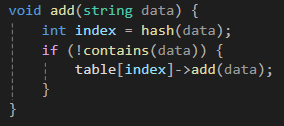 void add(string data) {
    int index = hash(data);
    if (!contains(data)) {
        table[index]->add(data);
    }
}